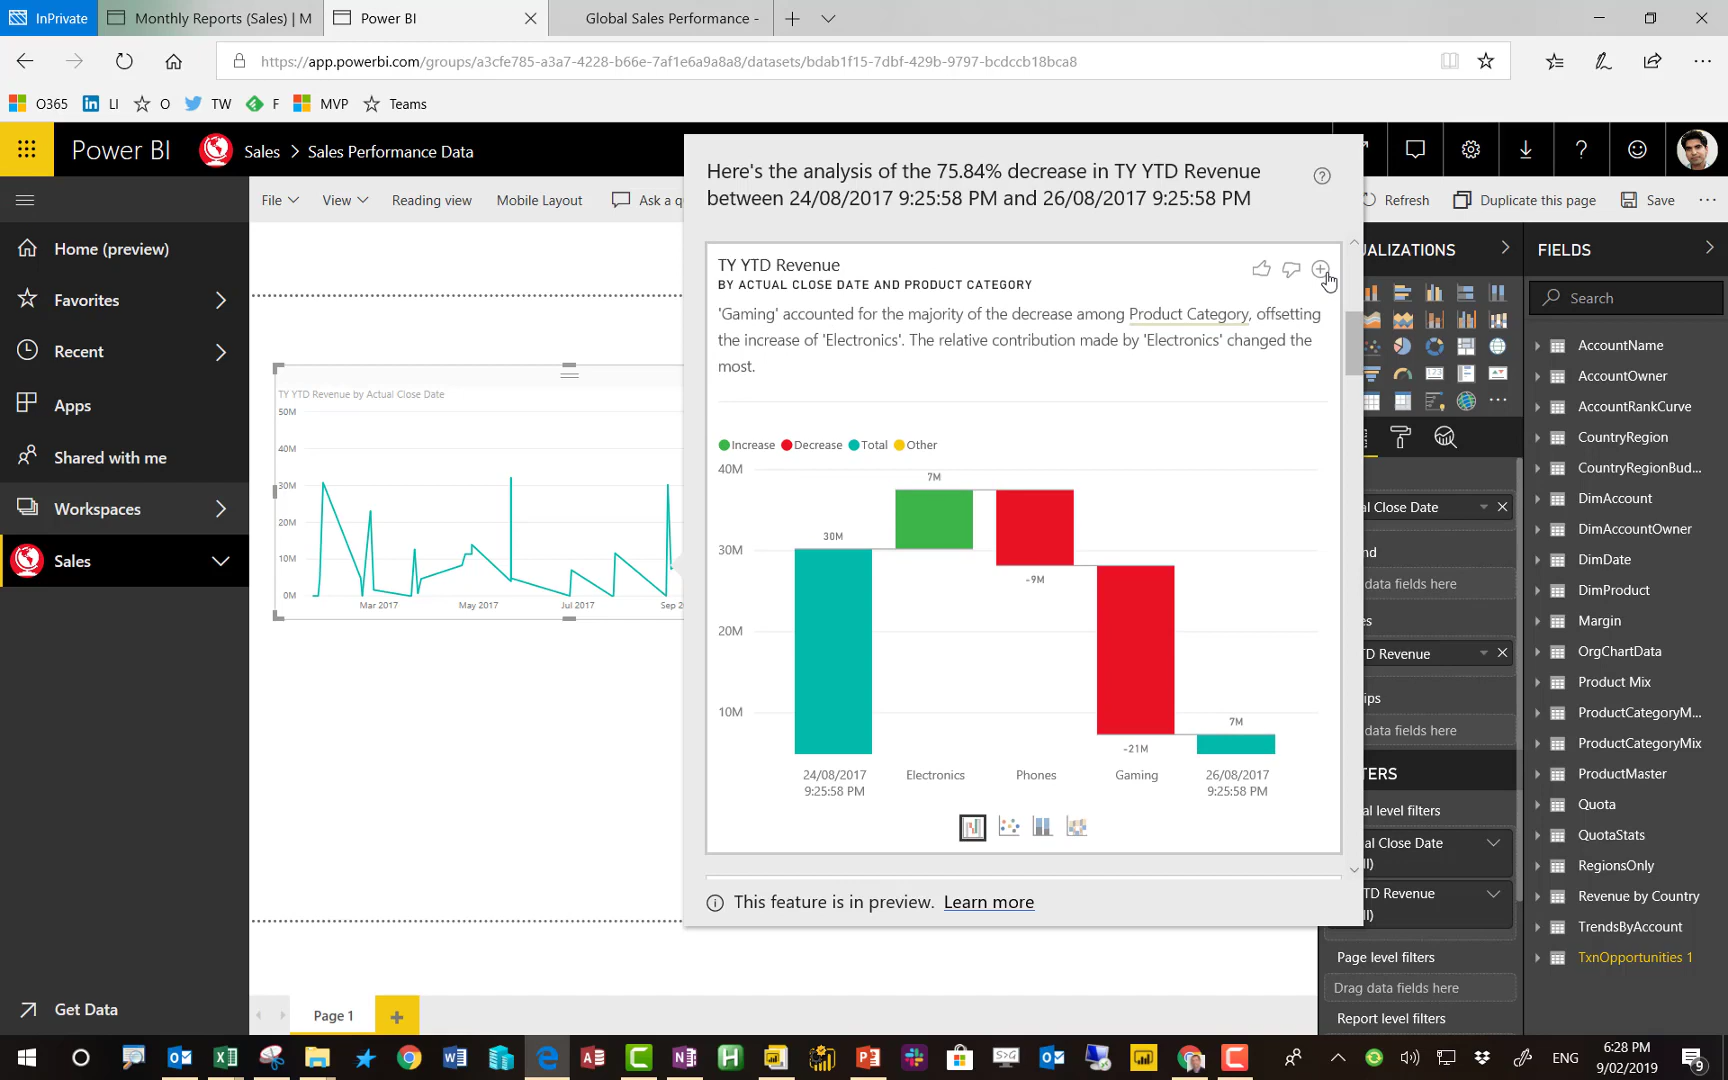 InPrivate
Monthly Reports (Sales) | M
Power BI
Global Sales Performance -
https://app.powerbi.com/groups/a3cfe785-a3a7-4228-b66e-7af1e6a9a8a8/datasets/bdab1f15-7dbf-429b-9797-bcdccb18bca8
O365
LI
O
TW
F
MVP
Teams
Power BI
Sales
Sales Performance Data
File
View
Reading view
Mobile Layout
Ask a q
Refresh
Duplicate this page
Save
Home (preview)
Favorites
Recent
Apps
Shared with me
Workspaces
Sales
Get Data
TY YTD Revenue by Actual Close Date
50M
40M
30M
20M
10M
0M
Mar 2017
May 2017
Jul 2017
Sep 2
Here's the analysis of the 75.84% decrease in TY YTD Revenue
between 24/08/2017 9:25:58 PM and 26/08/2017 9:25:58 PM
TY YTD Revenue
BY ACTUAL CLOSE DATE AND PRODUCT CATEGORY
'Gaming' accounted for the majority of the decrease among Product Category, offsetting
the increase of 'Electronics'. The relative contribution made by 'Electronics' changed the
most.
Increase
Decrease
Total
Other
40M
30M
20M
10M
30M
7M
-9M
-21M
7M
24/08/2017
9:25:58 PM
Electronics
Phones
Gaming
26/08/2017
9:25:58 PM
This feature is in preview. Learn more
Page 1
UALIZATIONS
l Close Date
nd
data fields here
es
TD Revenue
ips
data fields here
TERS
al level filters
al Close Date
ll)
TD Revenue
ll)
Page level filters
Drag data fields here
Report level filters
FIELDS
Search
AccountName
AccountOwner
AccountRankCurve
CountryRegion
CountryRegionBud...
DimAccount
DimAccountOwner
DimDate
DimProduct
Margin
OrgChartData
Product Mix
ProductCategoryM...
ProductCategoryMix
ProductMaster
Quota
QuotaStats
RegionsOnly
Revenue by Country
TrendsByAccount
TxnOpportunities 1
ENG
6:28 PM
9/02/2019
9